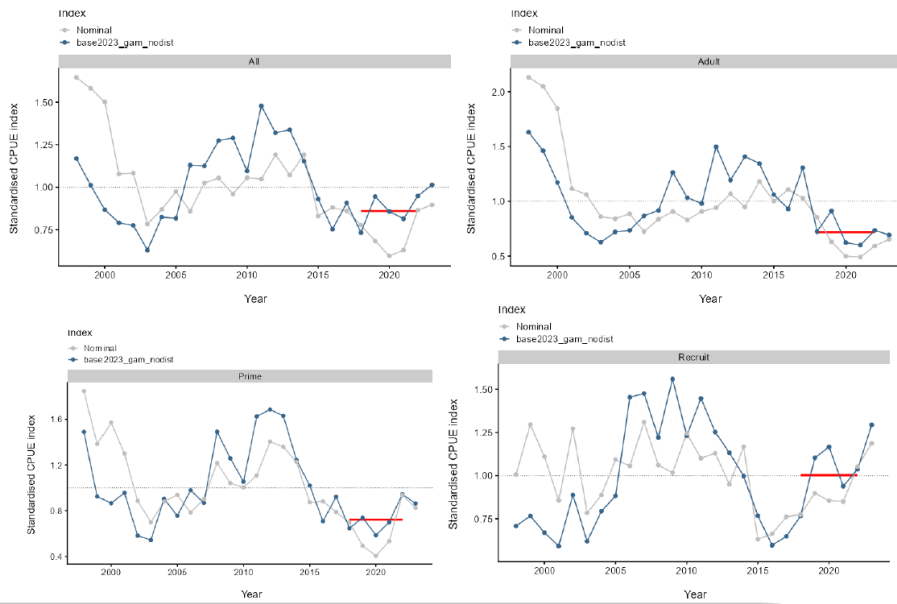 Index
Nominal
base2023_gam_nodist
All
Standardised CPUE index
1.50
1.25
1.00
0.75
2000 2005 2010 2015 2020
Year
Index
Nominal
base2023_gam_nodist
Adult
Standardised CPUE index
2.0
1.5
1.0
0.5
2000 2005 2010 2015 2020
Year
Index
Nominal
base2023_gam_nodist
Prime
Standardised CPUE index
1.6
1.2
0.8
0.4
2000 2005 2010 2015 2020
Year
Index
Nominal
base2023_gam_nodist
Recruit
Standardised CPUE index
1.50
1.25
1.00
0.75
2000 2005 2010 2015 2020
Year